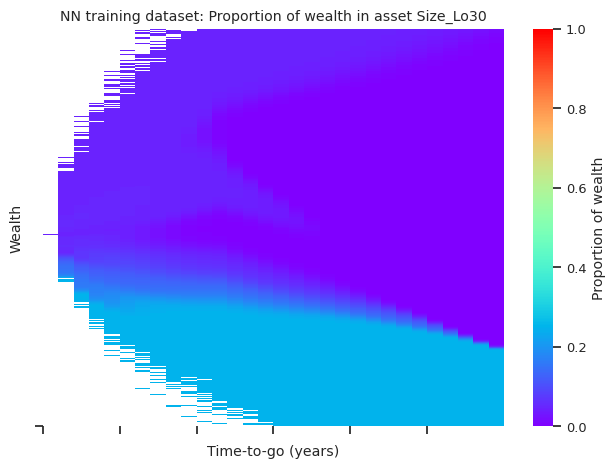 NN training dataset: Proportion of wealth in asset Size_Lo30
Wealth
Time-to-go (years)
1.0
0.8
0.6
0.4
0.2
0.0
Proportion of wealth